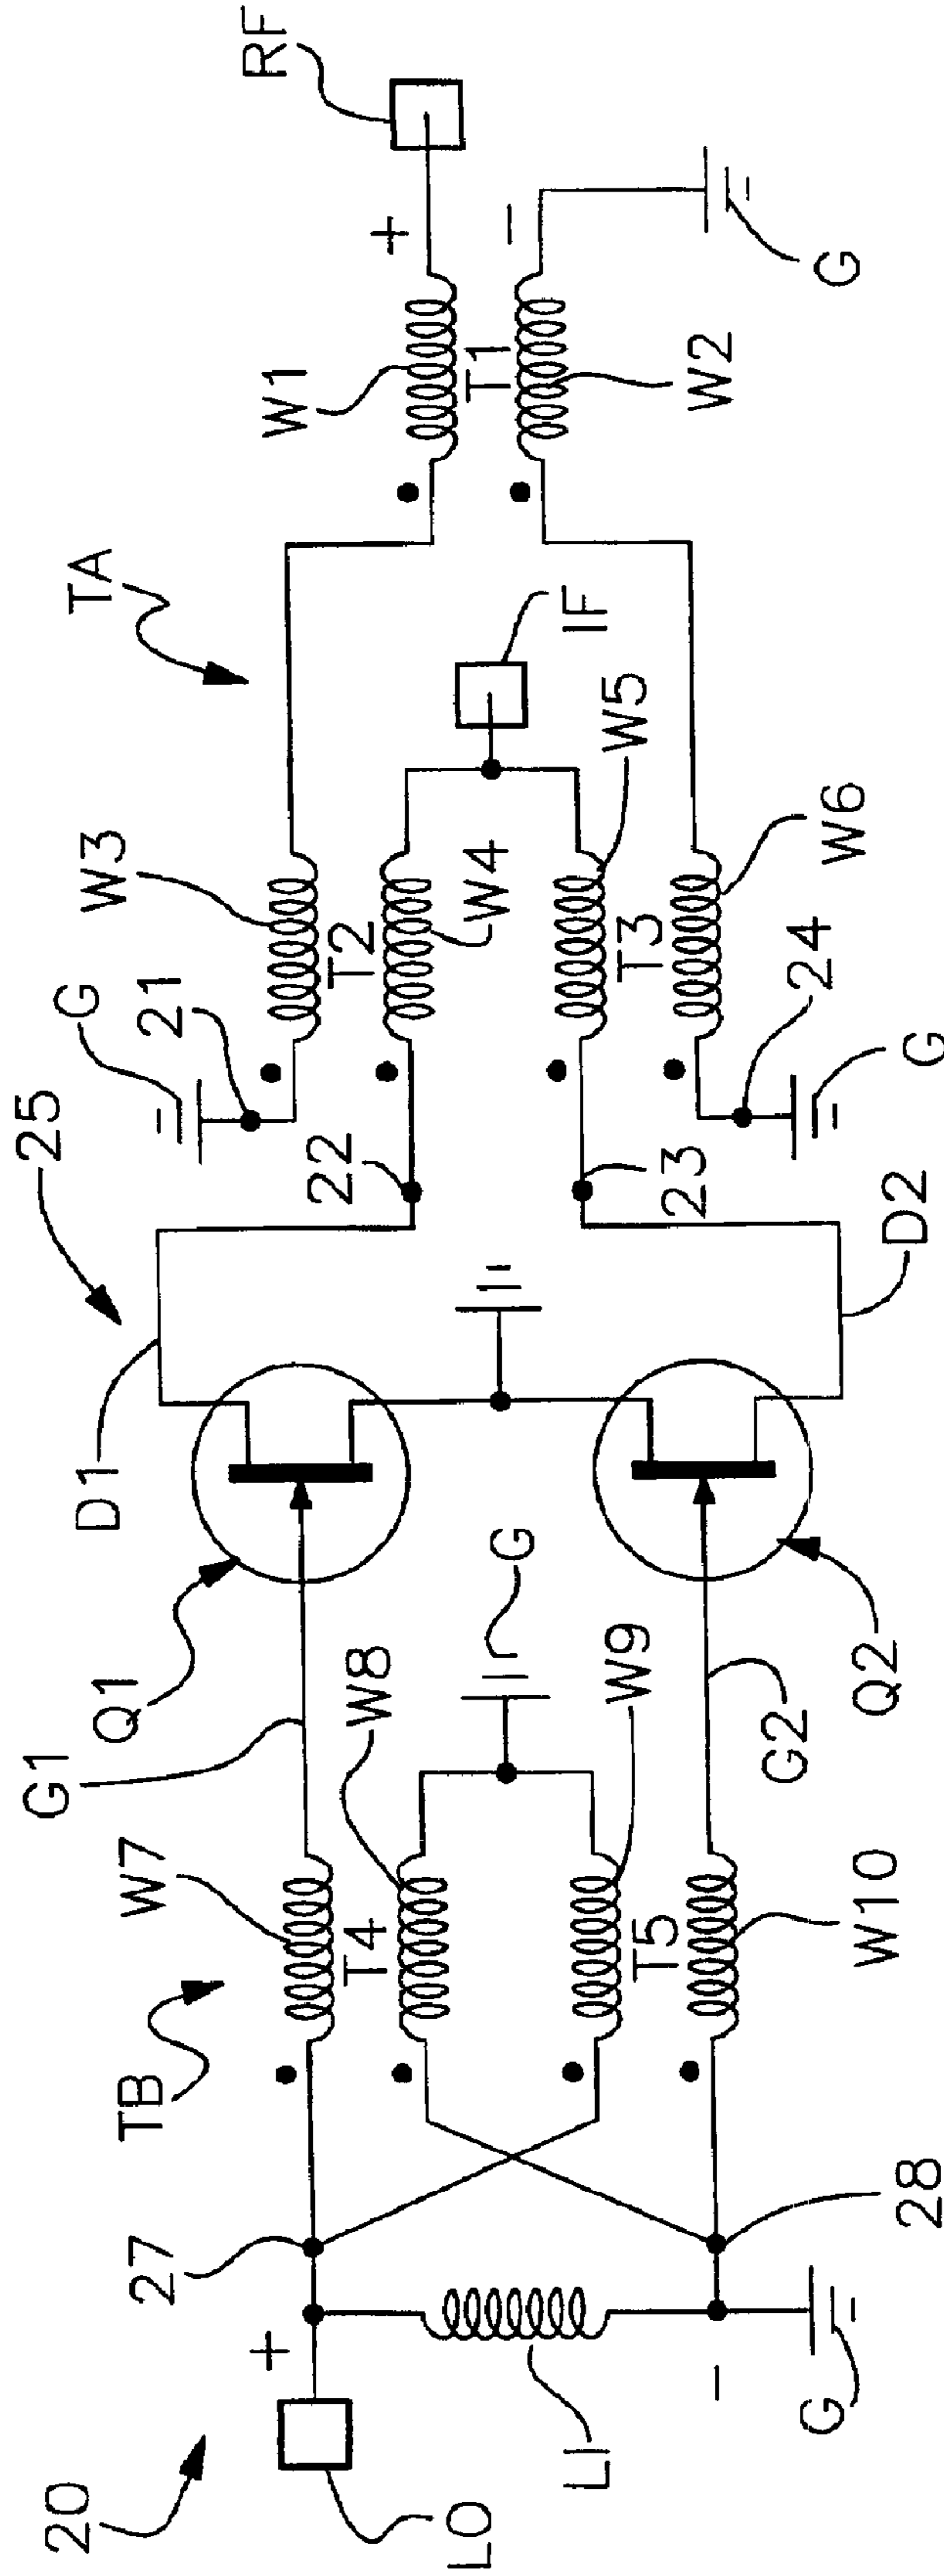 20
TB
W7
G1
Q1
D1
25
G
21
W3
TA
W1
RF
LO
+
27
T4
W8
G
22
T2
W4
IF
T1
+
−
LI
−
G
28
T5
W9
W10
G2
Q2
23
D2
T3
W5
24
G
W6
W2
G